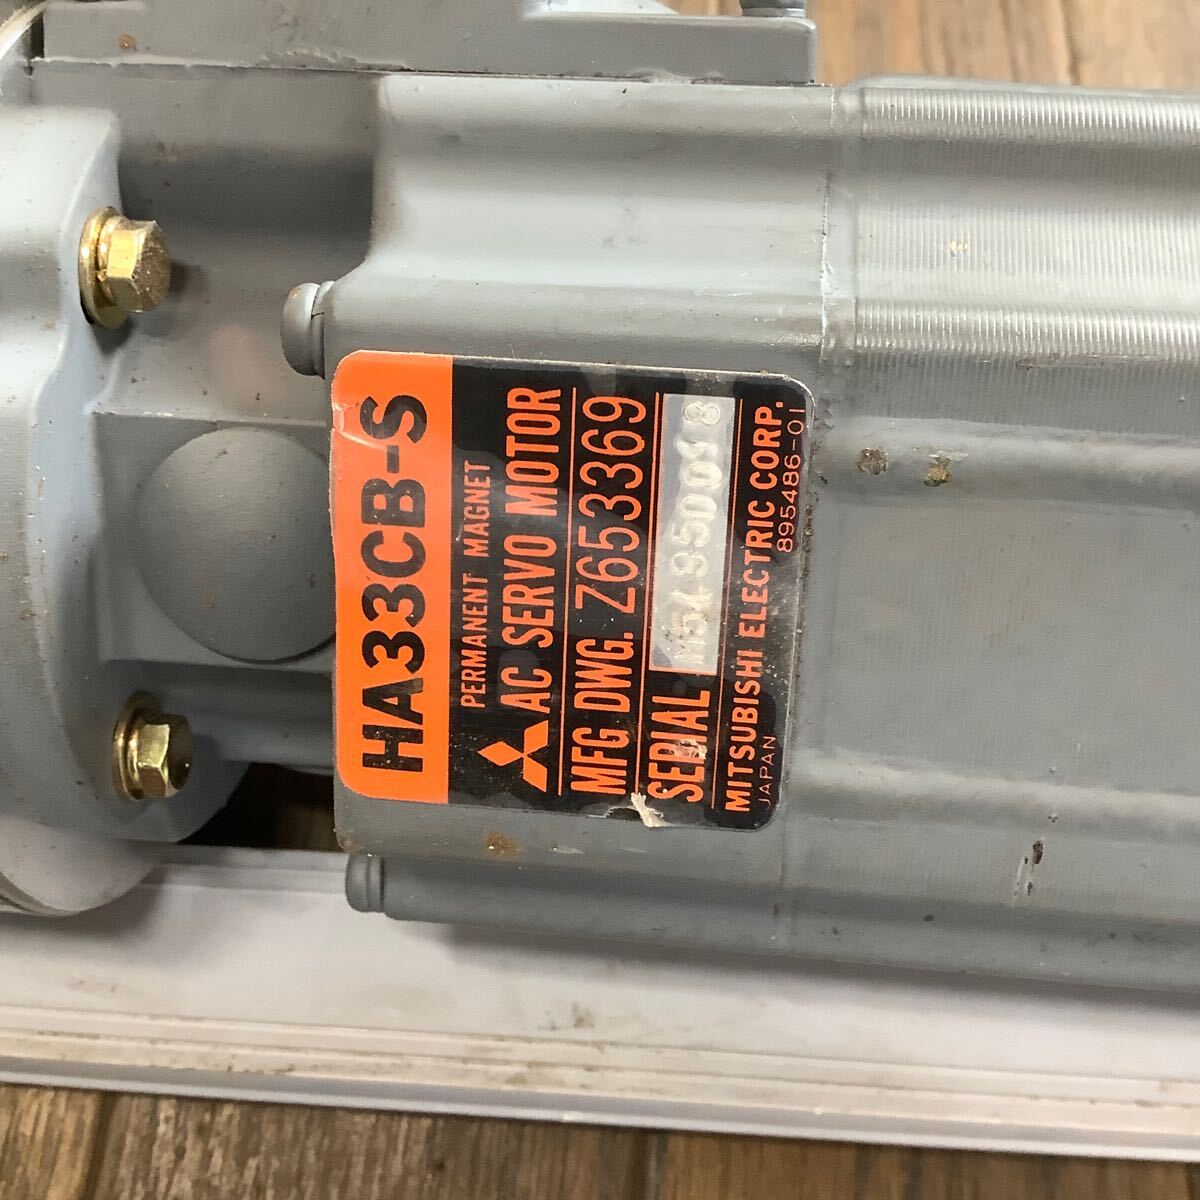 HA33CB-S
PERMANENT MAGNET
AC SERVO MOTOR
MFG DWG. Z653369
SERIAL
MITSUBISHI ELECTRIC CORP.
JAPAN 895486-01